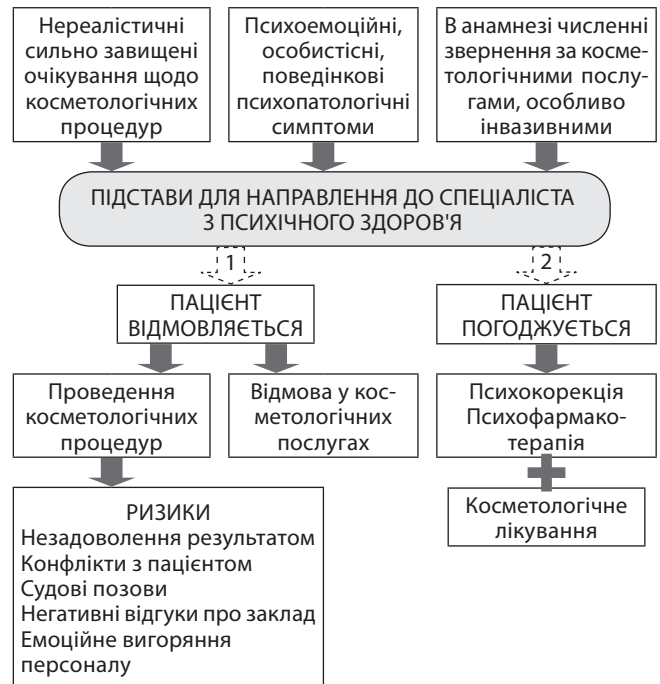 Нереалістичні
сильно завищені
очікування щодо
косметологічних
процедур
Психоемоційні,
особистісні,
поведінкові
психопатологічні
симптоми
В анамнезі численні
звернення за косме-
тологічними послу-
гами, особливо
інвазивними
ПІДСТАВИ ДЛЯ НАПРАВЛЕННЯ ДО СПЕЦІАЛІСТА
З ПСИХІЧНОГО ЗДОРОВ'Я
1
2
ПАЦІЄНТ
ВІДМОВЛЯЄТЬСЯ
ПАЦІЄНТ
ПОГОДЖУЄТЬСЯ
Проведення
косметологічних
процедур
Відмова у кос-
метологічних
послугах
Психокорекція
Психофармако-
терапія
РИЗИКИ
Незадоволення результатом
Конфлікти з пацієнтом
Судові позови
Негативні відгуки про заклад
Емоційне вигоряння
персоналу
Косметологічне
лікування